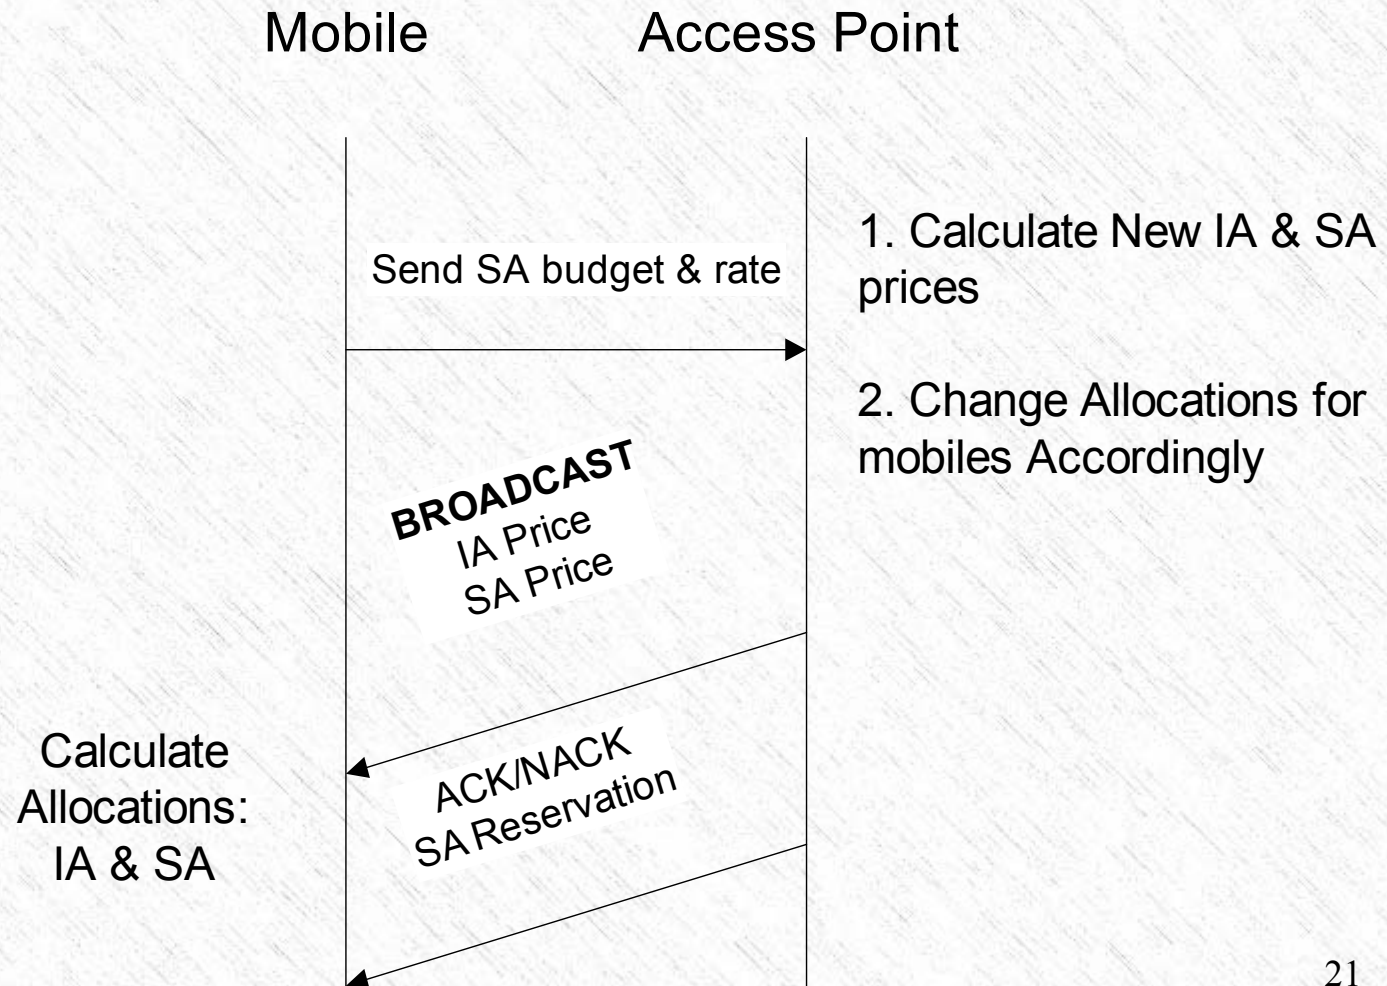 Mobile
Access Point
Send SA budget & rate
1. Calculate New IA & SA
prices
2. Change Allocations for
mobiles Accordingly
BROADCAST
IA Price
SA Price
Calculate
Allocations:
IA & SA
ACK/NACK
SA Reservation
21